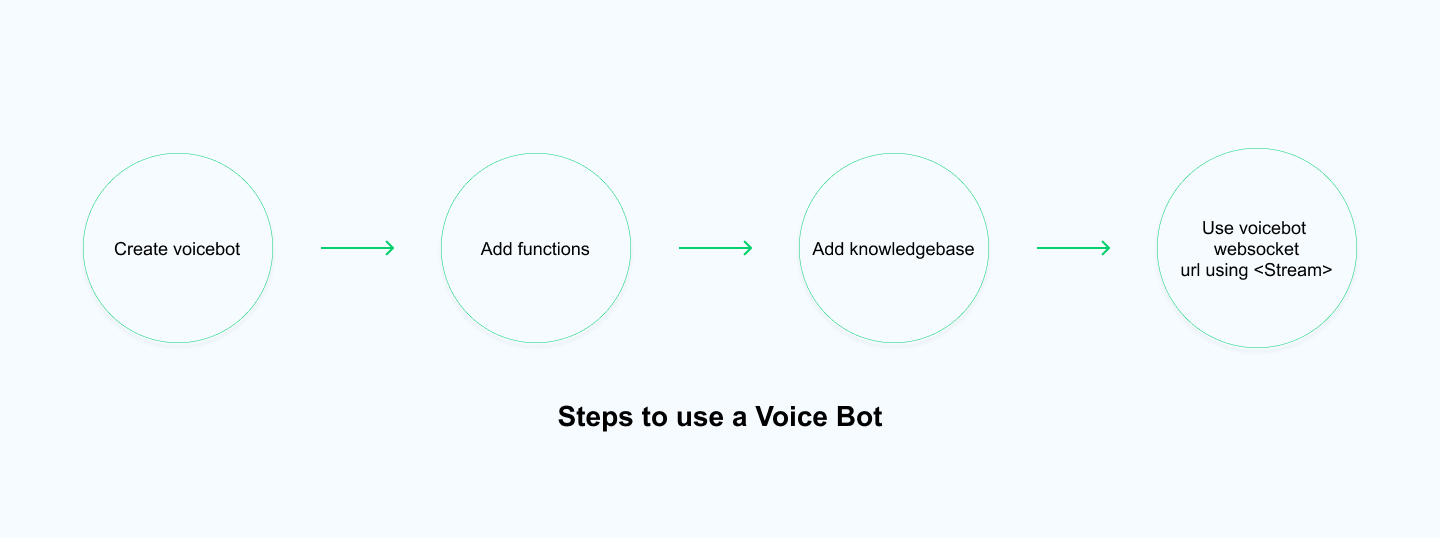 Create voicebot
Add functions
Add knowledgebase
Use voicebot
websocket
url using <Stream>
Steps to use a Voice Bot